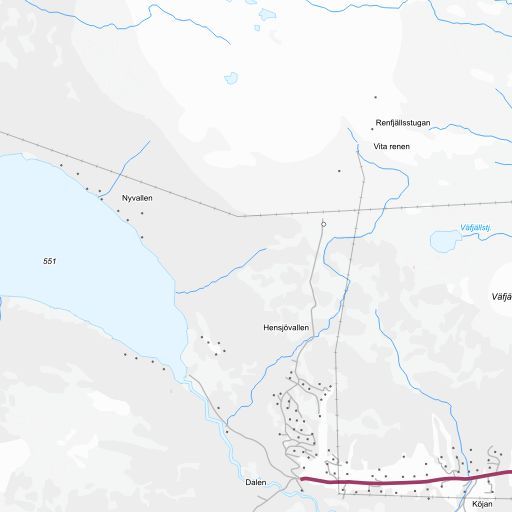 Renfjällsstugan
Vita renen
Nyvallen
Väfjällstj.
551
Väfjä
Hensjövallen
Dalen
Köjan